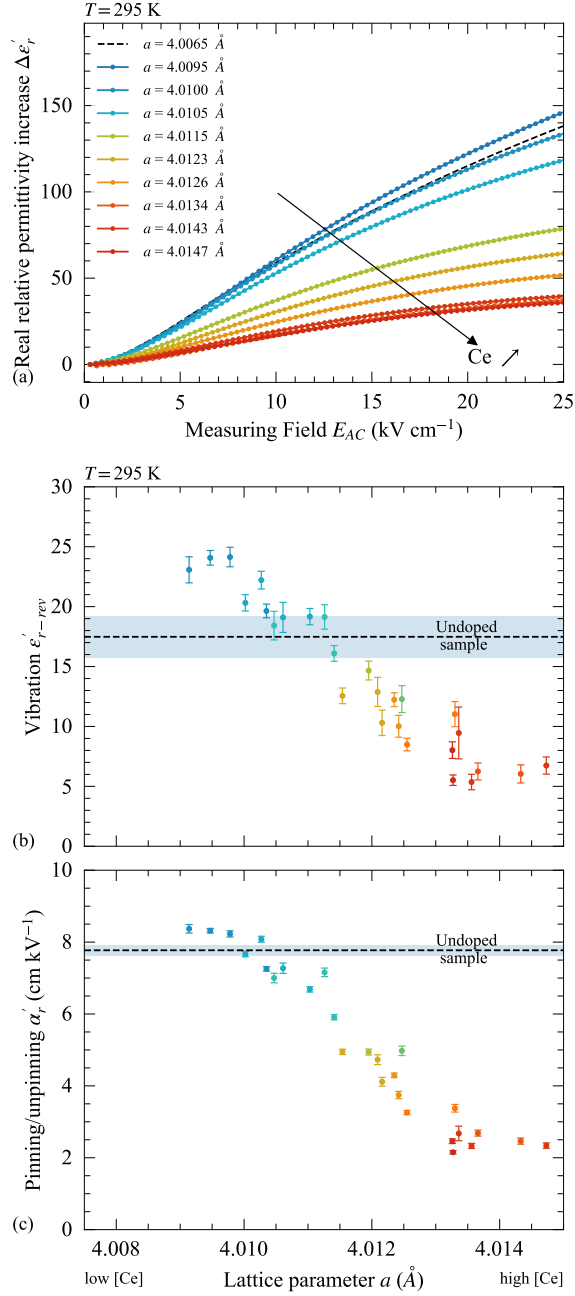 T = 295 K
Real relative permittivity increase Δε′r
150
100
50
0
a = 4.0065 Å
a = 4.0095 Å
a = 4.0100 Å
a = 4.0105 Å
a = 4.0115 Å
a = 4.0123 Å
a = 4.0126 Å
a = 4.0134 Å
a = 4.0143 Å
a = 4.0147 Å
Ce ↗
(a)
0 5 10 15 20 25
Measuring Field E_AC (kV cm⁻¹)
T = 295 K
Vibration ε′r−rev
30
25
20
15
10
5
0
Undoped
sample
(b)
Pinning/unpinning α′r (cm kV⁻¹)
10
8
6
4
2
0
Undoped
sample
(c)
4.008 4.010 4.012 4.014
low [Ce] Lattice parameter a (Å) high [Ce]